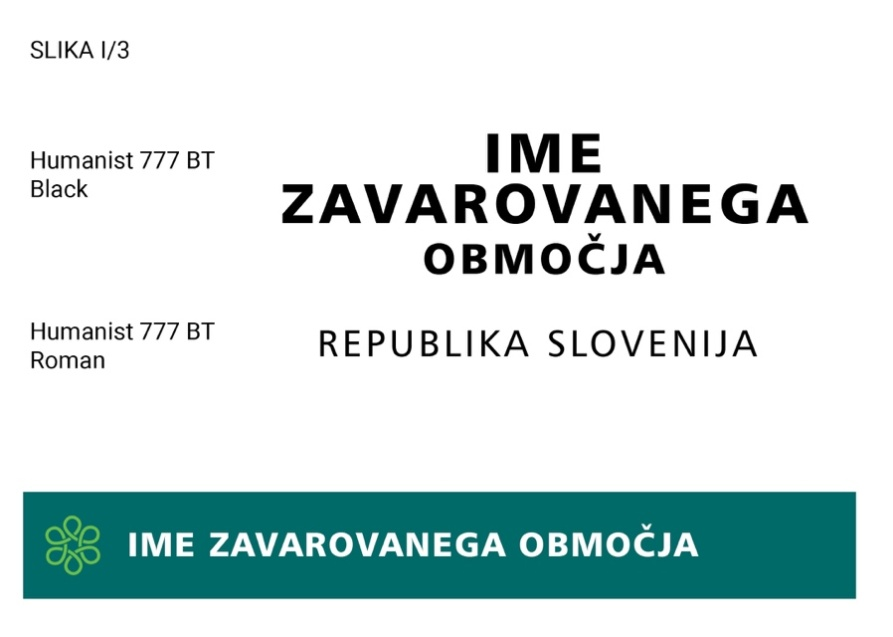 SLIKA I/3
Humanist 777 BT
Black
IME
ZAVAROVANEGA
OBMOČJA
Humanist 777 BT
Roman
REPUBLIKA SLOVENIJA
IME ZAVAROVANEGA OBMOČJA